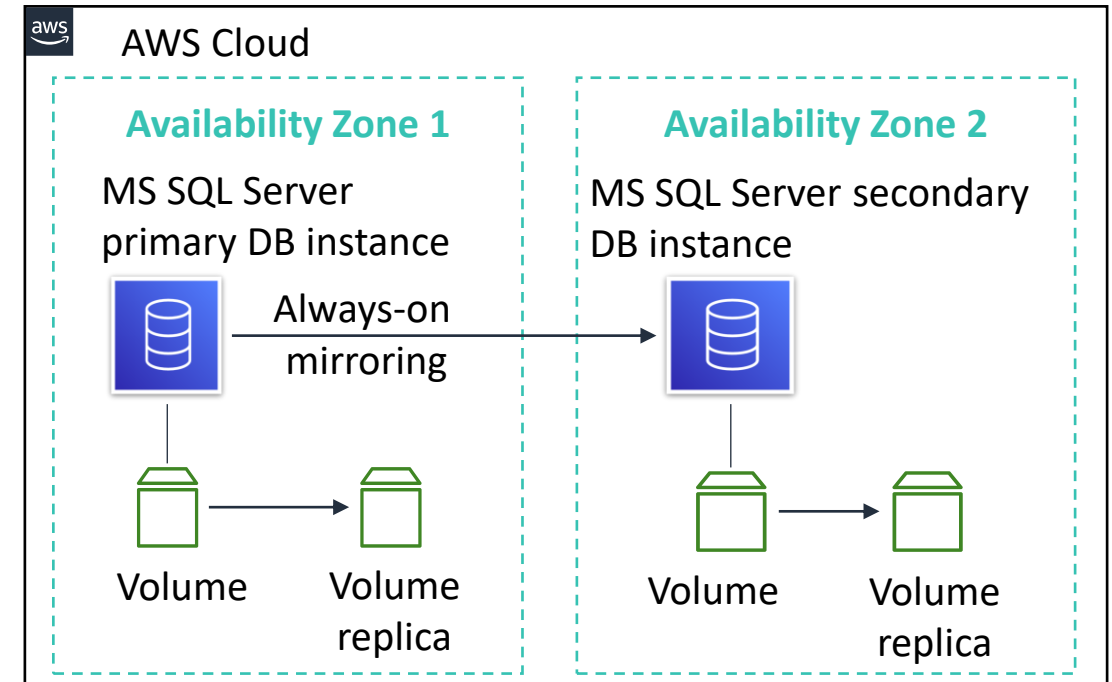 aws
AWS Cloud
Availability Zone 1
MS SQL Server
primary DB instance
Always-on
mirroring
Volume
Volume
replica
Availability Zone 2
MS SQL Server secondary
DB instance
Volume
Volume
replica